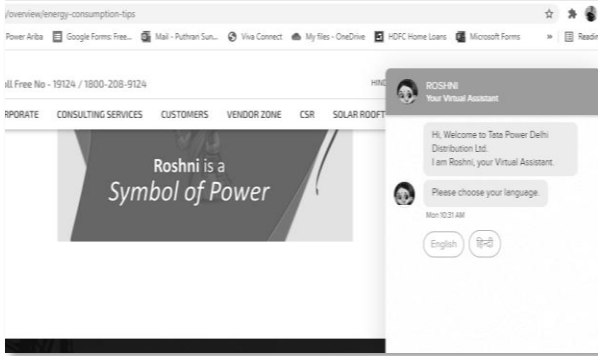 /overview/energy-consumption-tips
Power Ariba Google Forms: Free... Mail - Puthran Sun... Viva Connect My files - OneDrive HDFC Home Loans Microsoft Forms » Readin
ll Free No - 19124 / 1800-208-9124 HIND
RPORATE CONSULTING SERVICES CUSTOMERS VENDOR ZONE CSR SOLAR ROOFT
Roshni is a
Symbol of Power
ROSHNI
Your Virtual Assistant
Hi, Welcome to Tata Power Delhi
Distribution Ltd.
I am Roshni, your Virtual Assistant.
Please choose your language.
Mon 10:31 AM
English हिन्दी